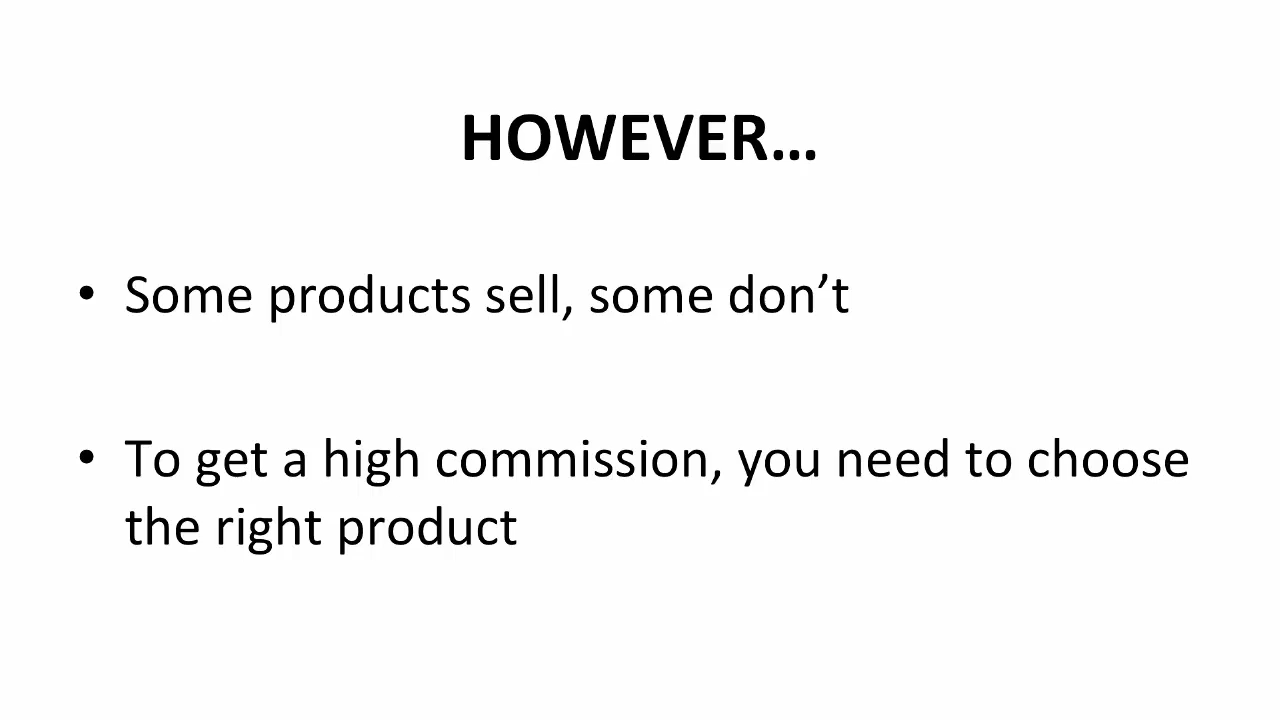 HOWEVER…
• Some products sell, some don’t
• To get a high commission, you need to choose
the right product